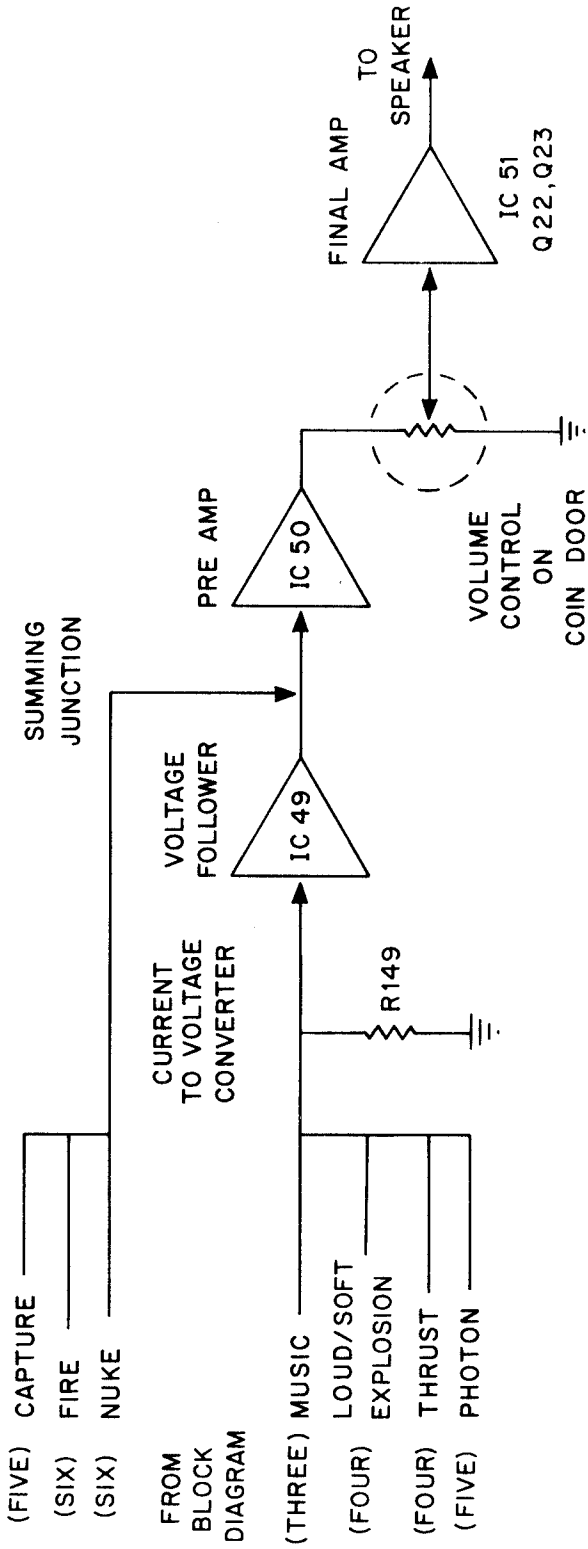 (FIVE) CAPTURE
(SIX) FIRE
(SIX) NUKE
FROM
BLOCK
DIAGRAM
(THREE) MUSIC
LOUD/SOFT
(FOUR) EXPLOSION
(FOUR) THRUST
(FIVE) PHOTON
CURRENT
TO VOLTAGE
CONVERTER
R149
VOLTAGE
FOLLOWER
IC 49
SUMMING
JUNCTION
PRE AMP
IC 50
VOLUME
CONTROL
ON
COIN DOOR
FINAL AMP
IC 51
Q22,Q23
TO
SPEAKER